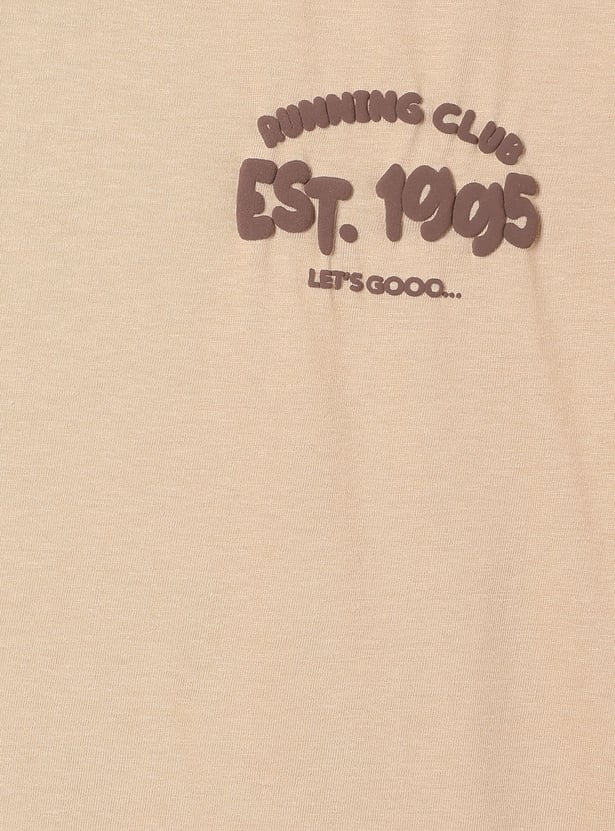 RUNNING CLUB
EST. 1995
LET'S GOOO...